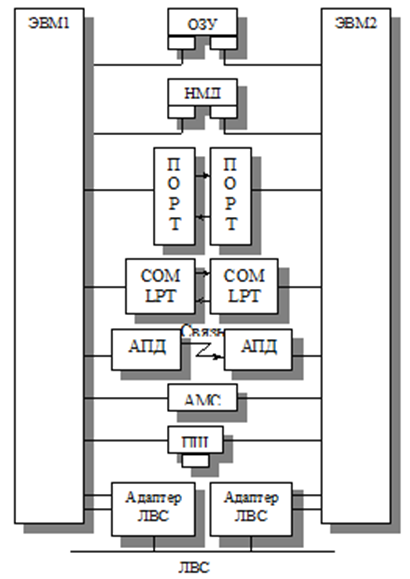 ЭВМ1
ОЗУ
ЭВМ2
НМД
П
О
Р
Т
П
О
Р
Т
COM
LPT
COM
LPT
Связь
АПД
АПД
АМС
ПШ
Адаптер
ЛВС
Адаптер
ЛВС
ЛВС